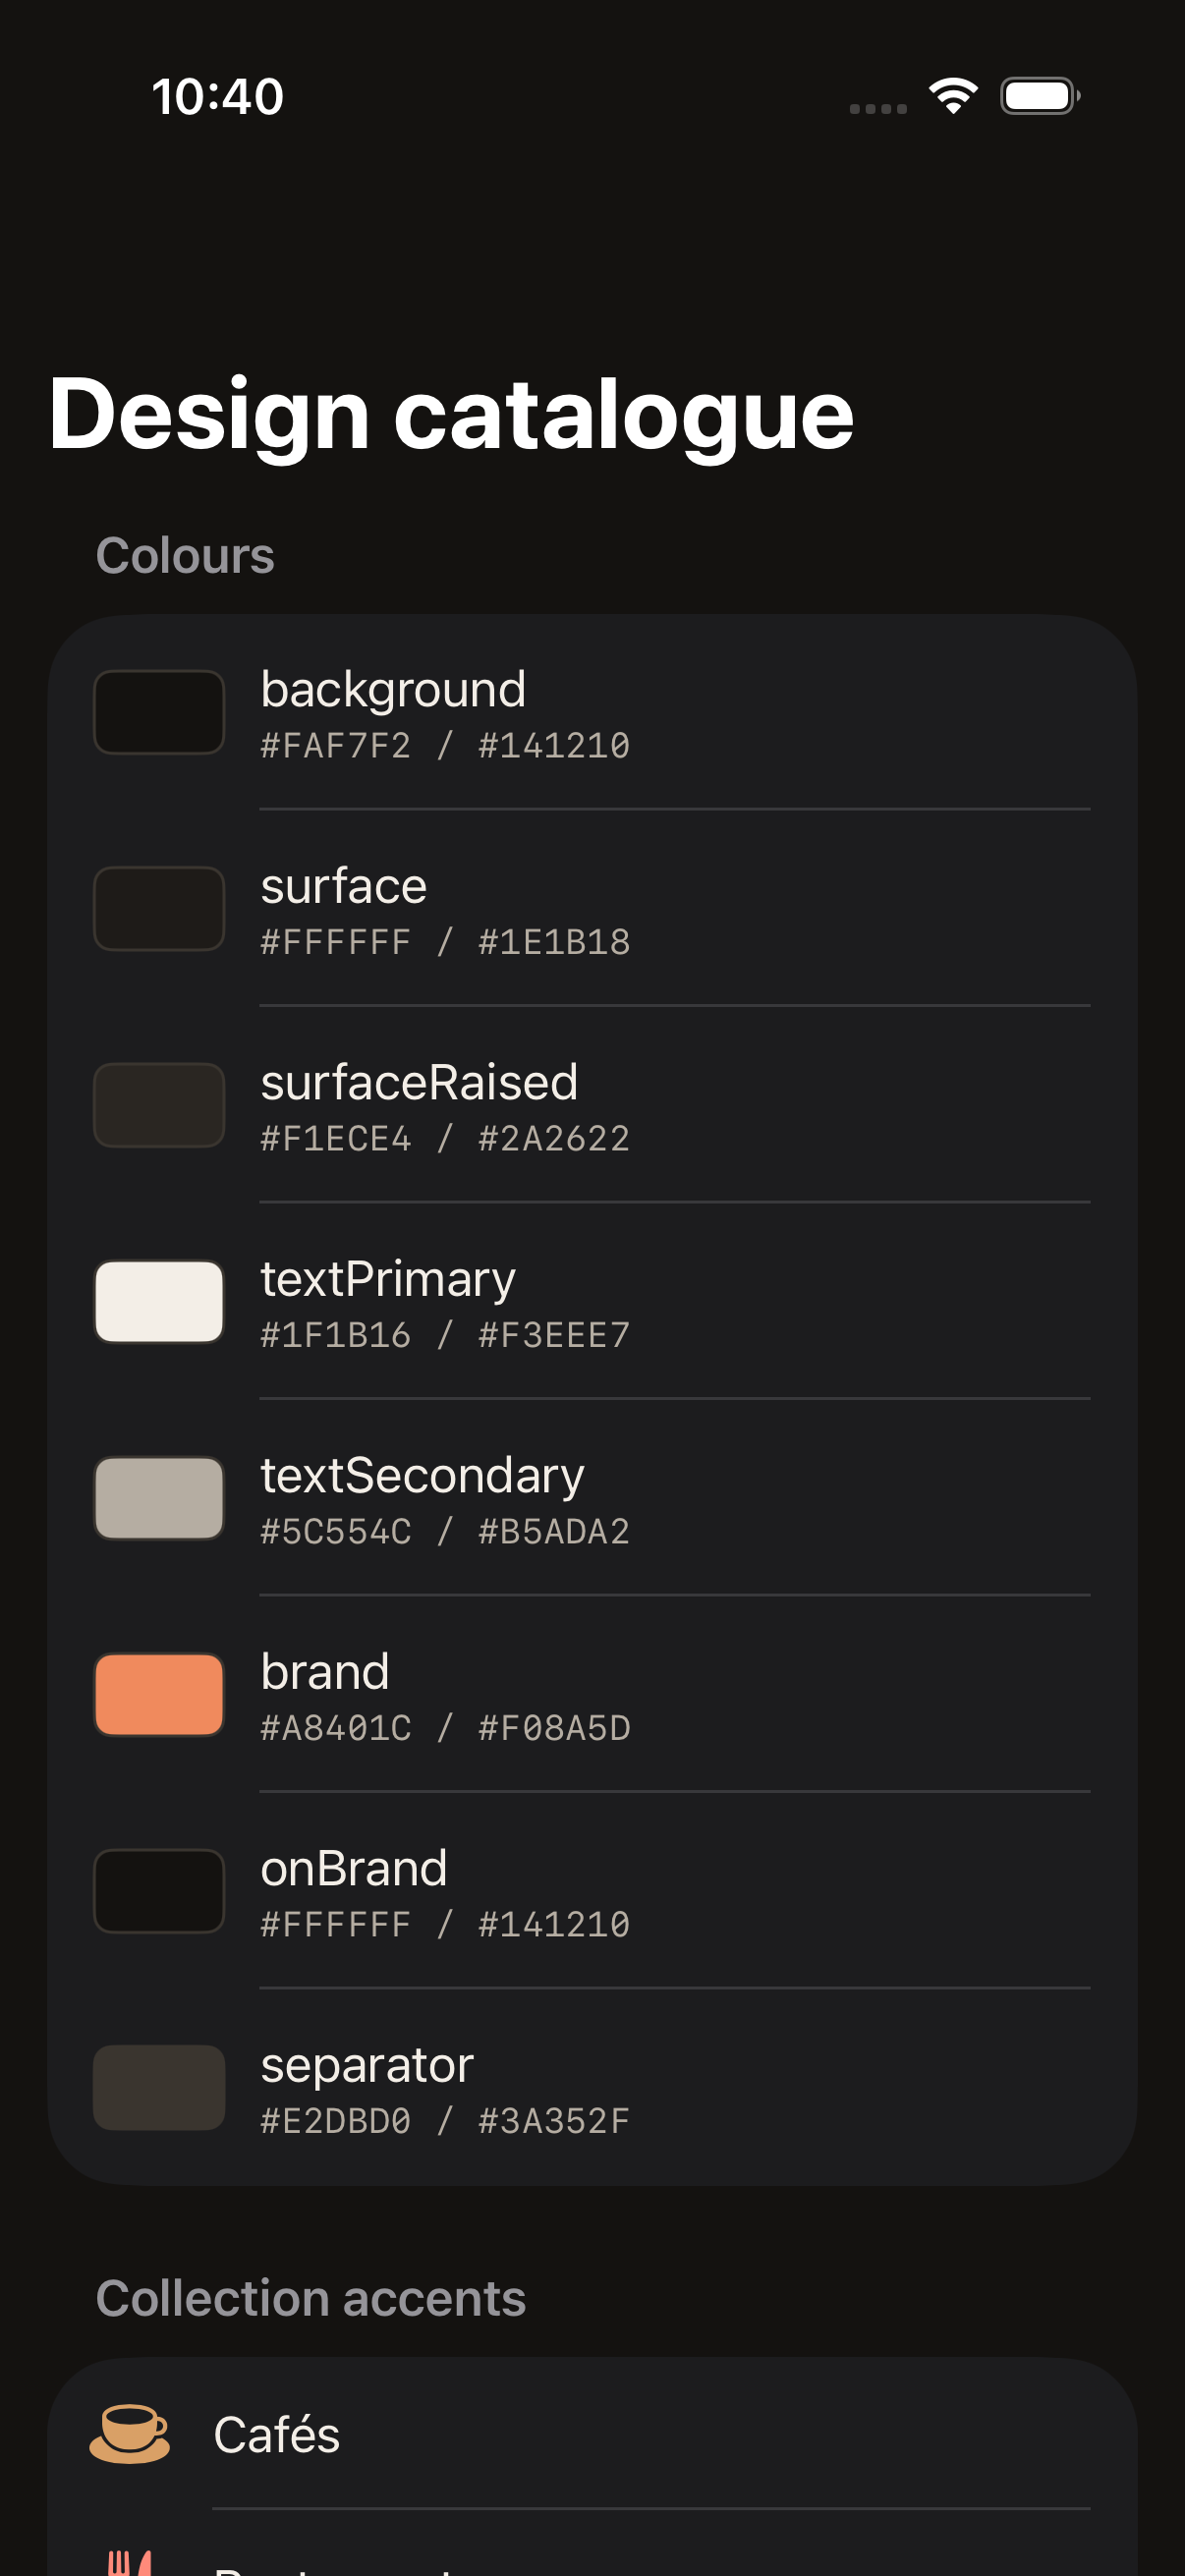 10:40
Design catalogue
Colours
background
#FAF7F2 / #141210
surface
#FFFFFF / #1E1B18
surfaceRaised
#F1ECE4 / #2A2622
textPrimary
#1F1B16 / #F3EEE7
textSecondary
#5C554C / #B5ADA2
brand
#A8401C / #F08A5D
onBrand
#FFFFFF / #141210
separator
#E2DBD0 / #3A352F
Collection accents
Cafés